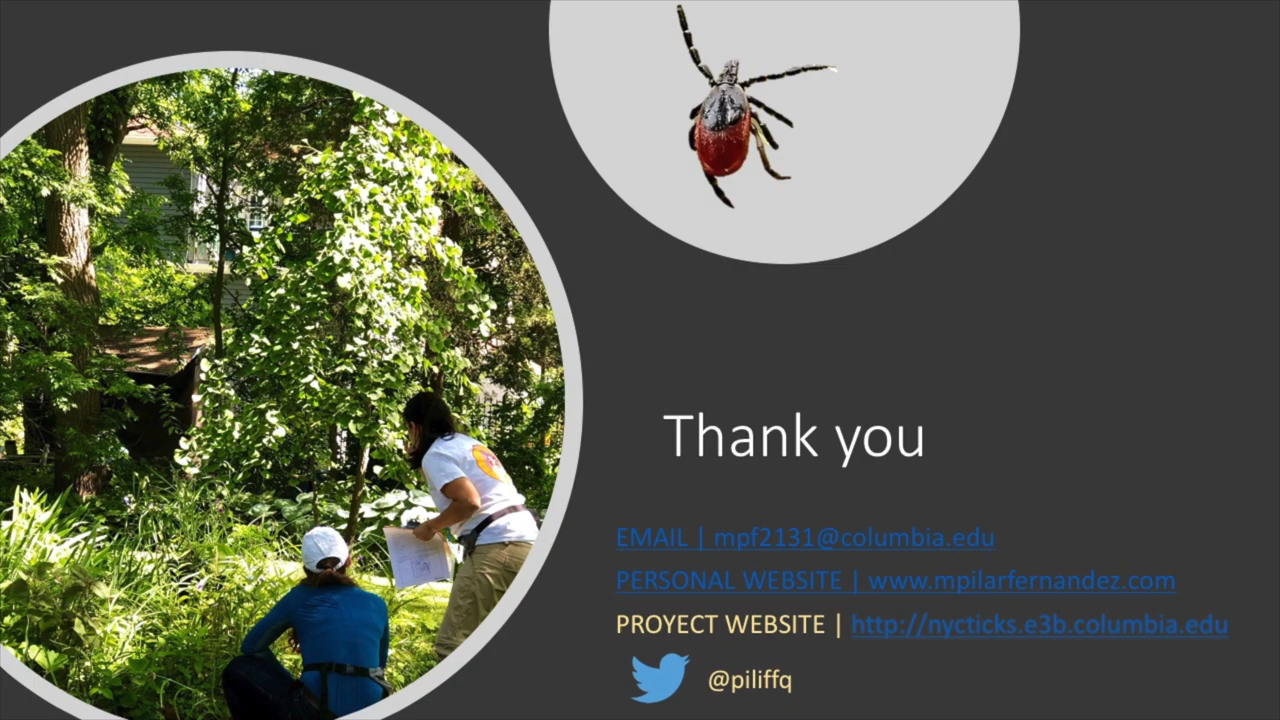 Thank you
EMAIL | mpf2131@columbia.edu
PERSONAL WEBSITE | www.mpilarfernandez.com
PROYECT WEBSITE | http://nycticks.e3b.columbia.edu
@piliffq